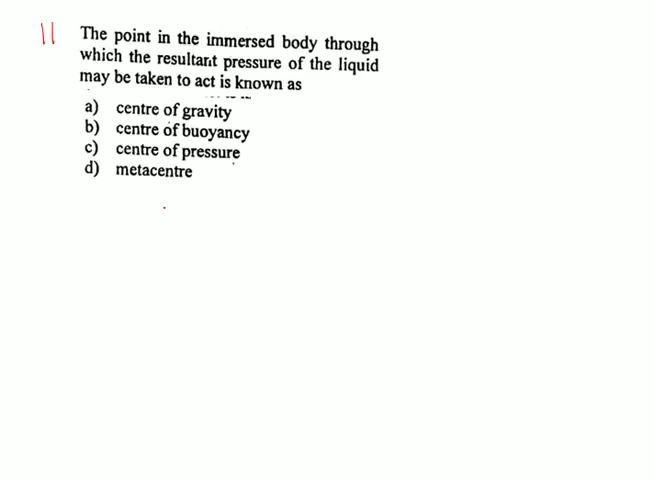 11 The point in the immersed body through
which the resultant pressure of the liquid
may be taken to act is known as
a) centre of gravity
b) centre of buoyancy
c) centre of pressure
d) metacentre